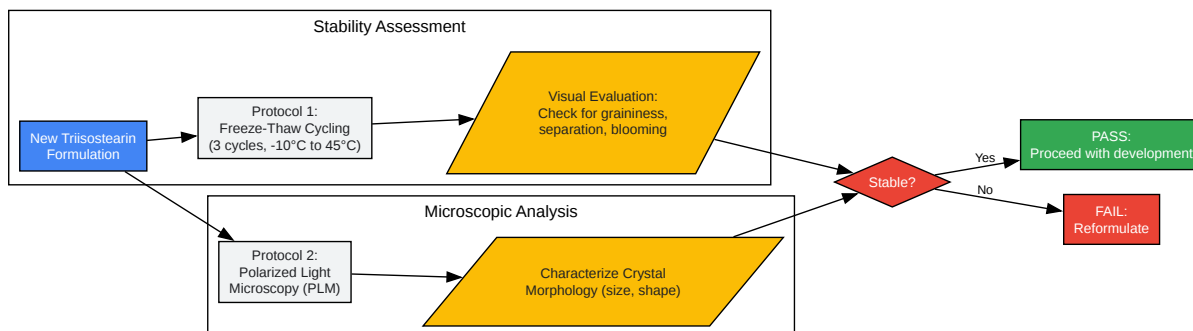 Stability Assessment
New Triisostearin
Formulation
Protocol 1:
Freeze-Thaw Cycling
(3 cycles, -10°C to 45°C)
Visual Evaluation:
Check for graininess,
separation, blooming
Microscopic Analysis
Protocol 2:
Polarized Light
Microscopy (PLM)
Characterize Crystal
Morphology (size, shape)
Stable?
Yes
No
PASS:
Proceed with development
FAIL:
Reformulate